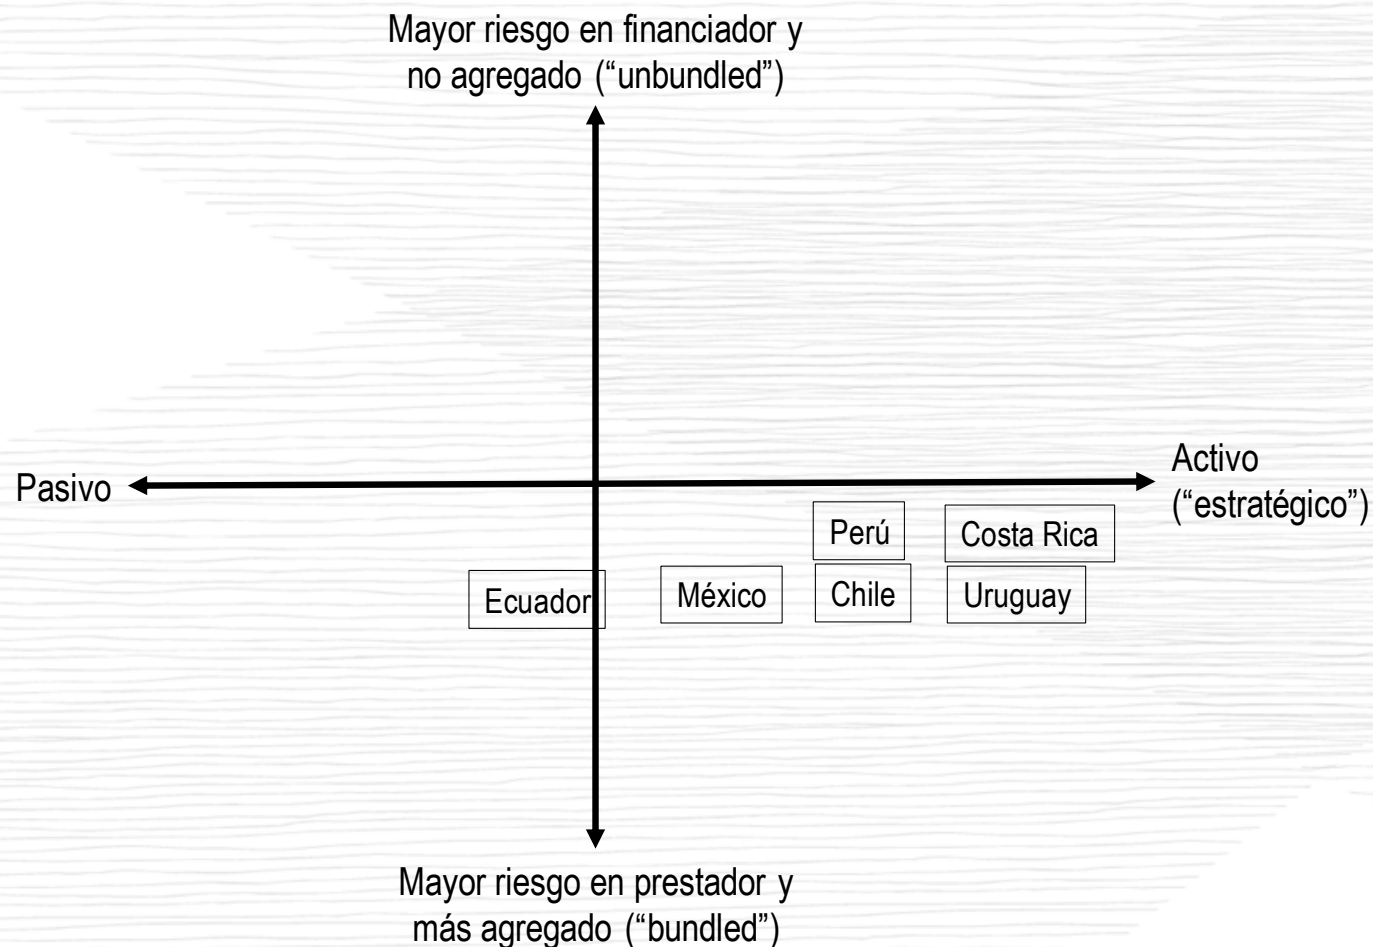 Mayor riesgo en financiador y
no agregado (“unbundled”)
Pasivo
Activo
(“estratégico”)
Perú
Costa Rica
Ecuador
México
Chile
Uruguay
Mayor riesgo en prestador y
más agregado (“bundled”)